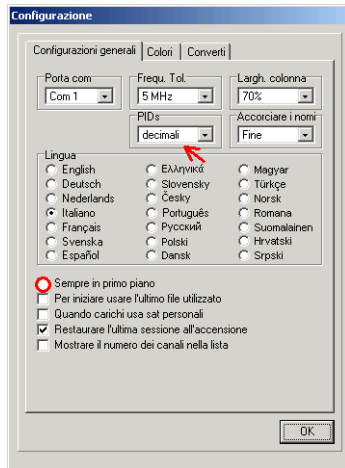 Configurazione
Configurazioni generali Colori Converti
Porta com Frequ. Tol. Largh. colonna
Com 1 5 MHz 70%
PIDs Accorciare i nomi
decimali Fine
Lingua
English Ελληνικά Magyar
Deutsch Slovensky Türkçe
Nederlands Česky Norsk
Italiano Português Romana
Français Русский Suomalainen
Svenska Polski Hrvatski
Español Dansk Srpski
Sempre in primo piano
Per iniziare usare l'ultimo file utilizzato
Quando carichi usa sat personali
Restaurare l'ultima sessione all'accensione
Mostrare il numero dei canali nella lista
OK